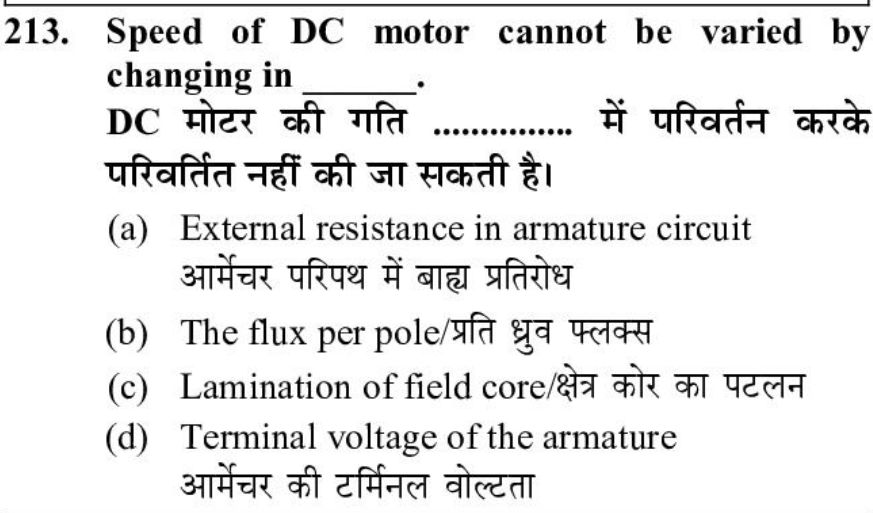 213. Speed of DC motor cannot be varied by
changing in _______.
DC मोटर की गति ............... में परिवर्तन करके
परिवर्तित नहीं की जा सकती है।
(a) External resistance in armature circuit
आर्मेचर परिपथ में बाह्य प्रतिरोध
(b) The flux per pole/प्रति ध्रुव फ्लक्स
(c) Lamination of field core/क्षेत्र कोर का पटलन
(d) Terminal voltage of the armature
आर्मेचर की टर्मिनल वोल्टता